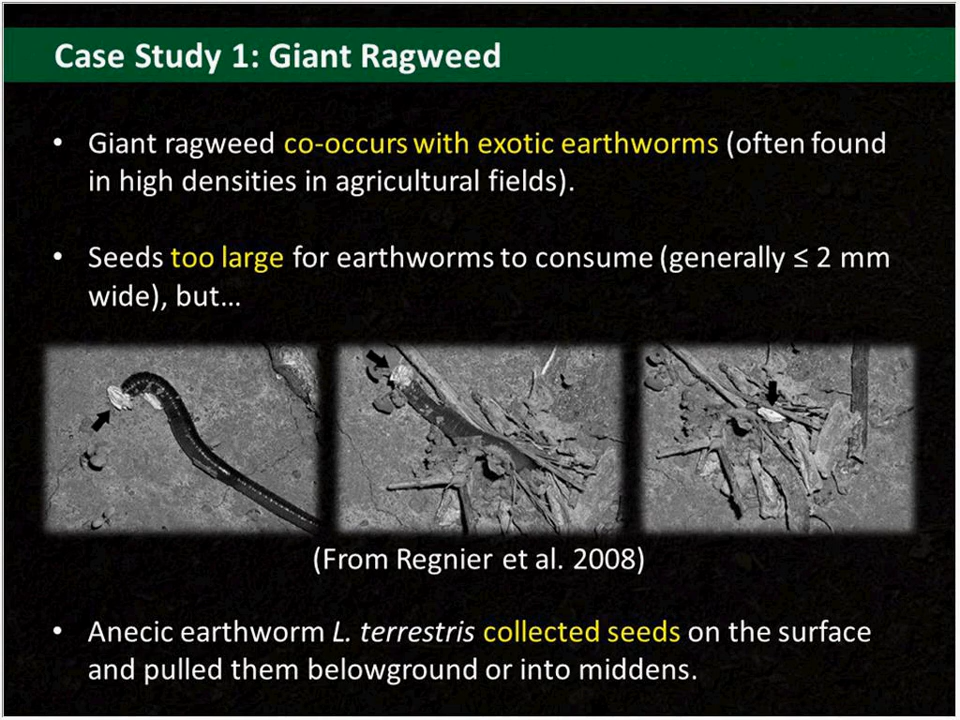 Case Study 1: Giant Ragweed
• Giant ragweed co-occurs with exotic earthworms (often found
in high densities in agricultural fields).
• Seeds too large for earthworms to consume (generally ≤ 2 mm
wide), but…
(From Regnier et al. 2008)
• Anecic earthworm L. terrestris collected seeds on the surface
and pulled them belowground or into middens.